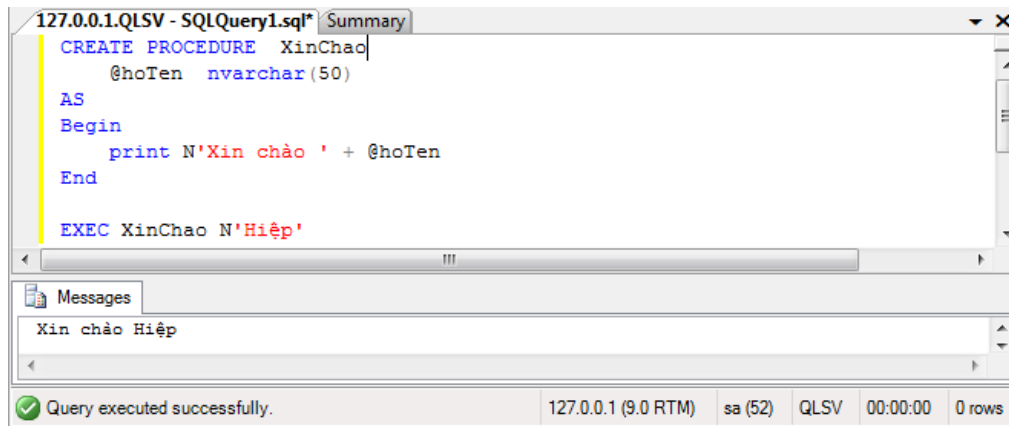 127.0.0.1.QLSV - SQLQuery1.sql* Summary
CREATE PROCEDURE XinChao
@hoTen nvarchar(50)
AS
Begin
print N'Xin chào ' + @hoTen
End
EXEC XinChao N'Hiệp'
Messages
Xin chào Hiệp
Query executed successfully. 127.0.0.1 (9.0 RTM) sa (52) QLSV 00:00:00 0 rows